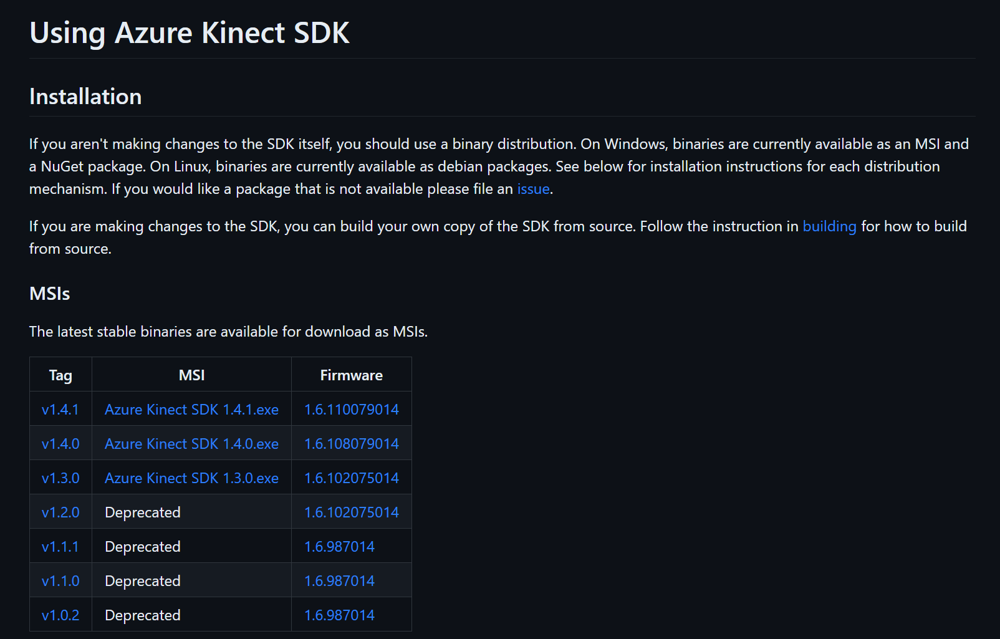 Using Azure Kinect SDK
Installation
If you aren't making changes to the SDK itself, you should use a binary distribution. On Windows, binaries are currently available as an MSI and
a NuGet package. On Linux, binaries are currently available as debian packages. See below for installation instructions for each distribution
mechanism. If you would like a package that is not available please file an issue.
If you are making changes to the SDK, you can build your own copy of the SDK from source. Follow the instruction in building for how to build
from source.
MSIs
The latest stable binaries are available for download as MSIs.
Tag MSI Firmware
v1.4.1 Azure Kinect SDK 1.4.1.exe 1.6.110079014
v1.4.0 Azure Kinect SDK 1.4.0.exe 1.6.108079014
v1.3.0 Azure Kinect SDK 1.3.0.exe 1.6.102075014
v1.2.0 Deprecated 1.6.102075014
v1.1.1 Deprecated 1.6.987014
v1.1.0 Deprecated 1.6.987014
v1.0.2 Deprecated 1.6.987014